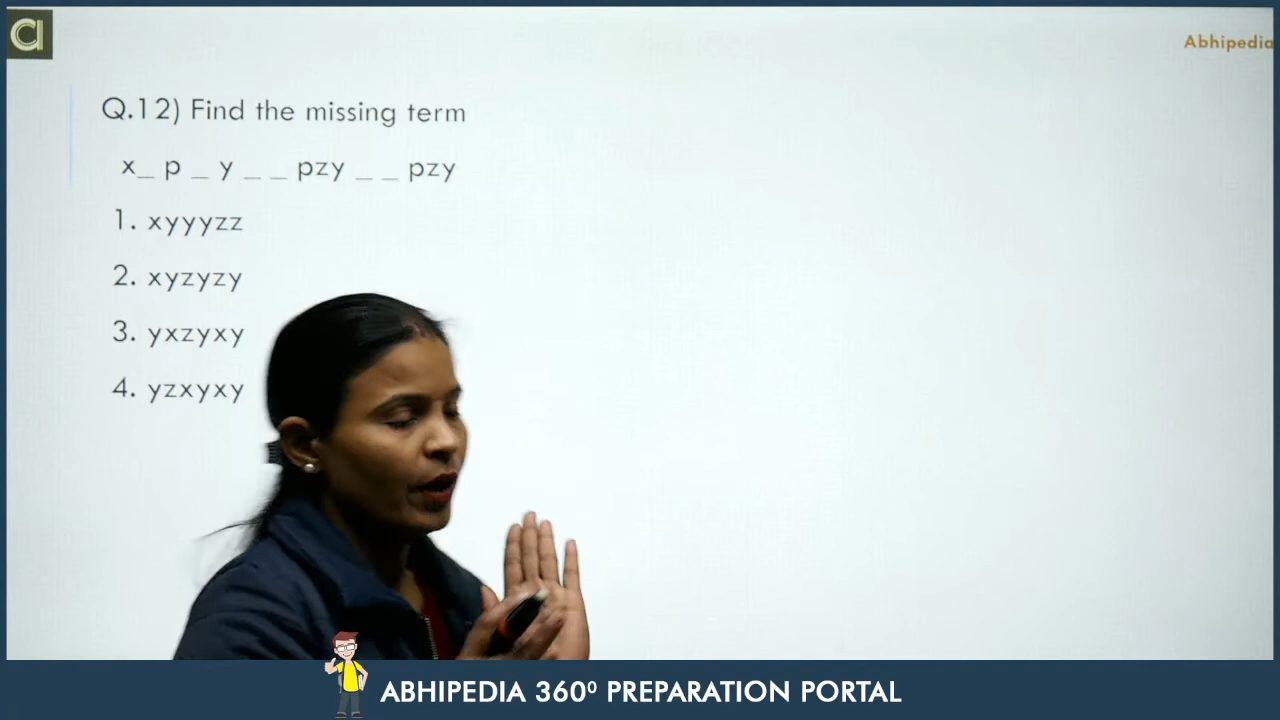 Abhipedia
Q.12) Find the missing term
x_ p _ y _ _ pzy _ _ pzy
1. xyyyzz
2. xyzyzy
3. yxzyxy
4. yzxyxy
ABHIPEDIA 360⁰ PREPARATION PORTAL